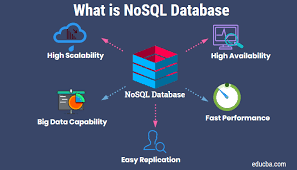 What is NoSQL Database
High Scalability
High Availability
NoSQL Database
Big Data Capability
Fast Performance
Easy Replication
educba.com